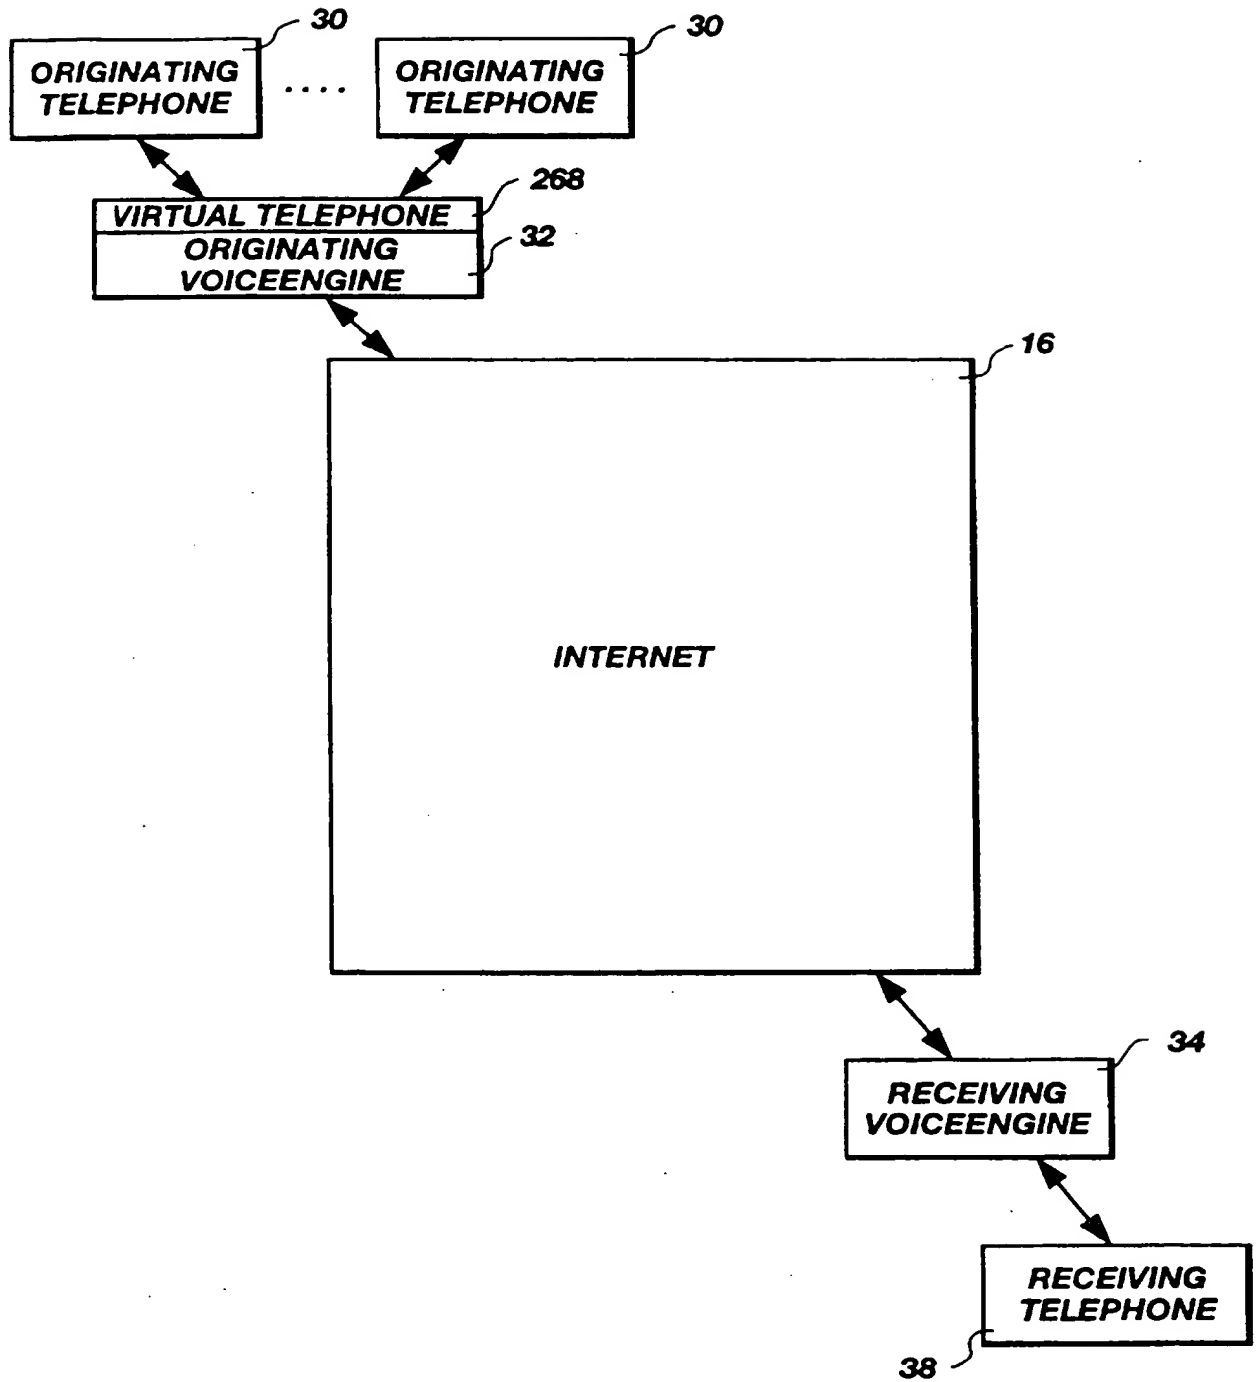 30
30
ORIGINATING
TELEPHONE
....
ORIGINATING
TELEPHONE
268
VIRTUAL TELEPHONE
32
ORIGINATING
VOICEENGINE
16
INTERNET
34
RECEIVING
VOICEENGINE
RECEIVING
TELEPHONE
38